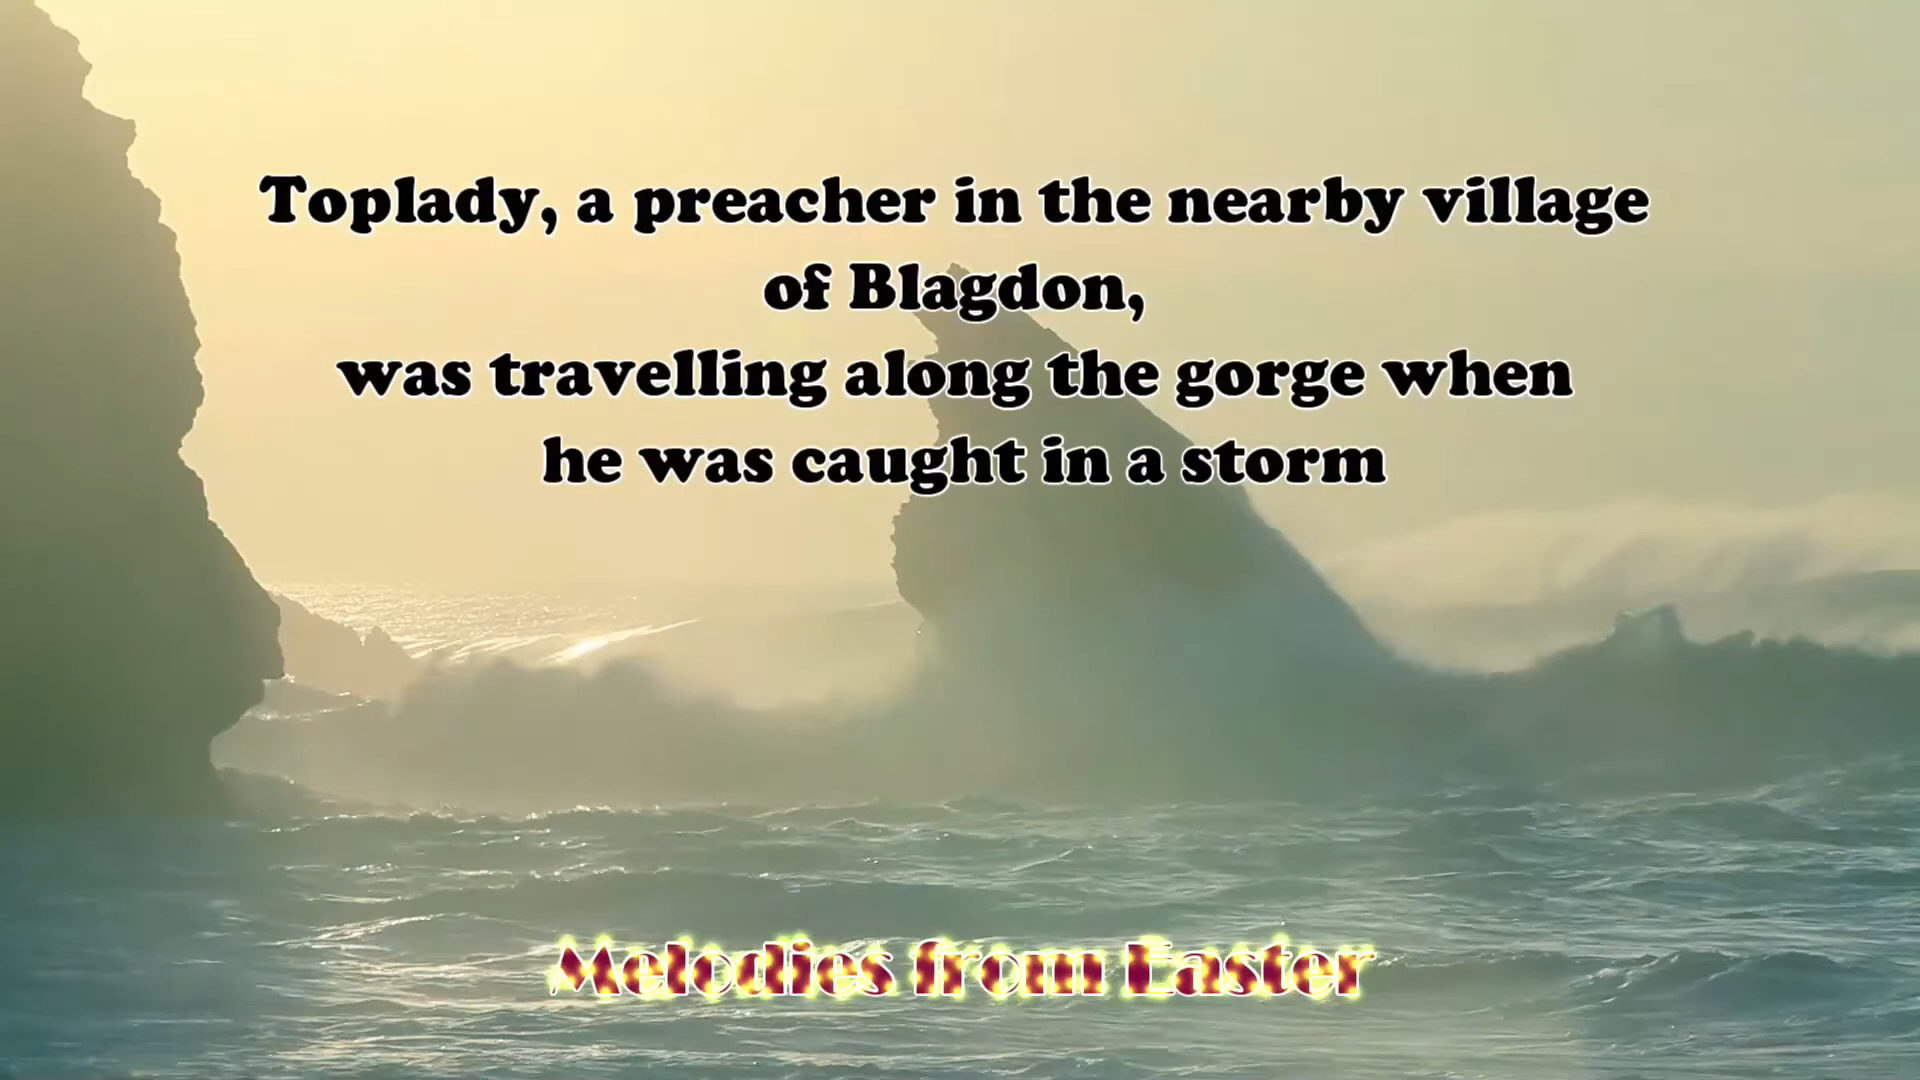 Toplady, a preacher in the nearby village
of Blagdon,
was travelling along the gorge when
he was caught in a storm
Melodies from Easter